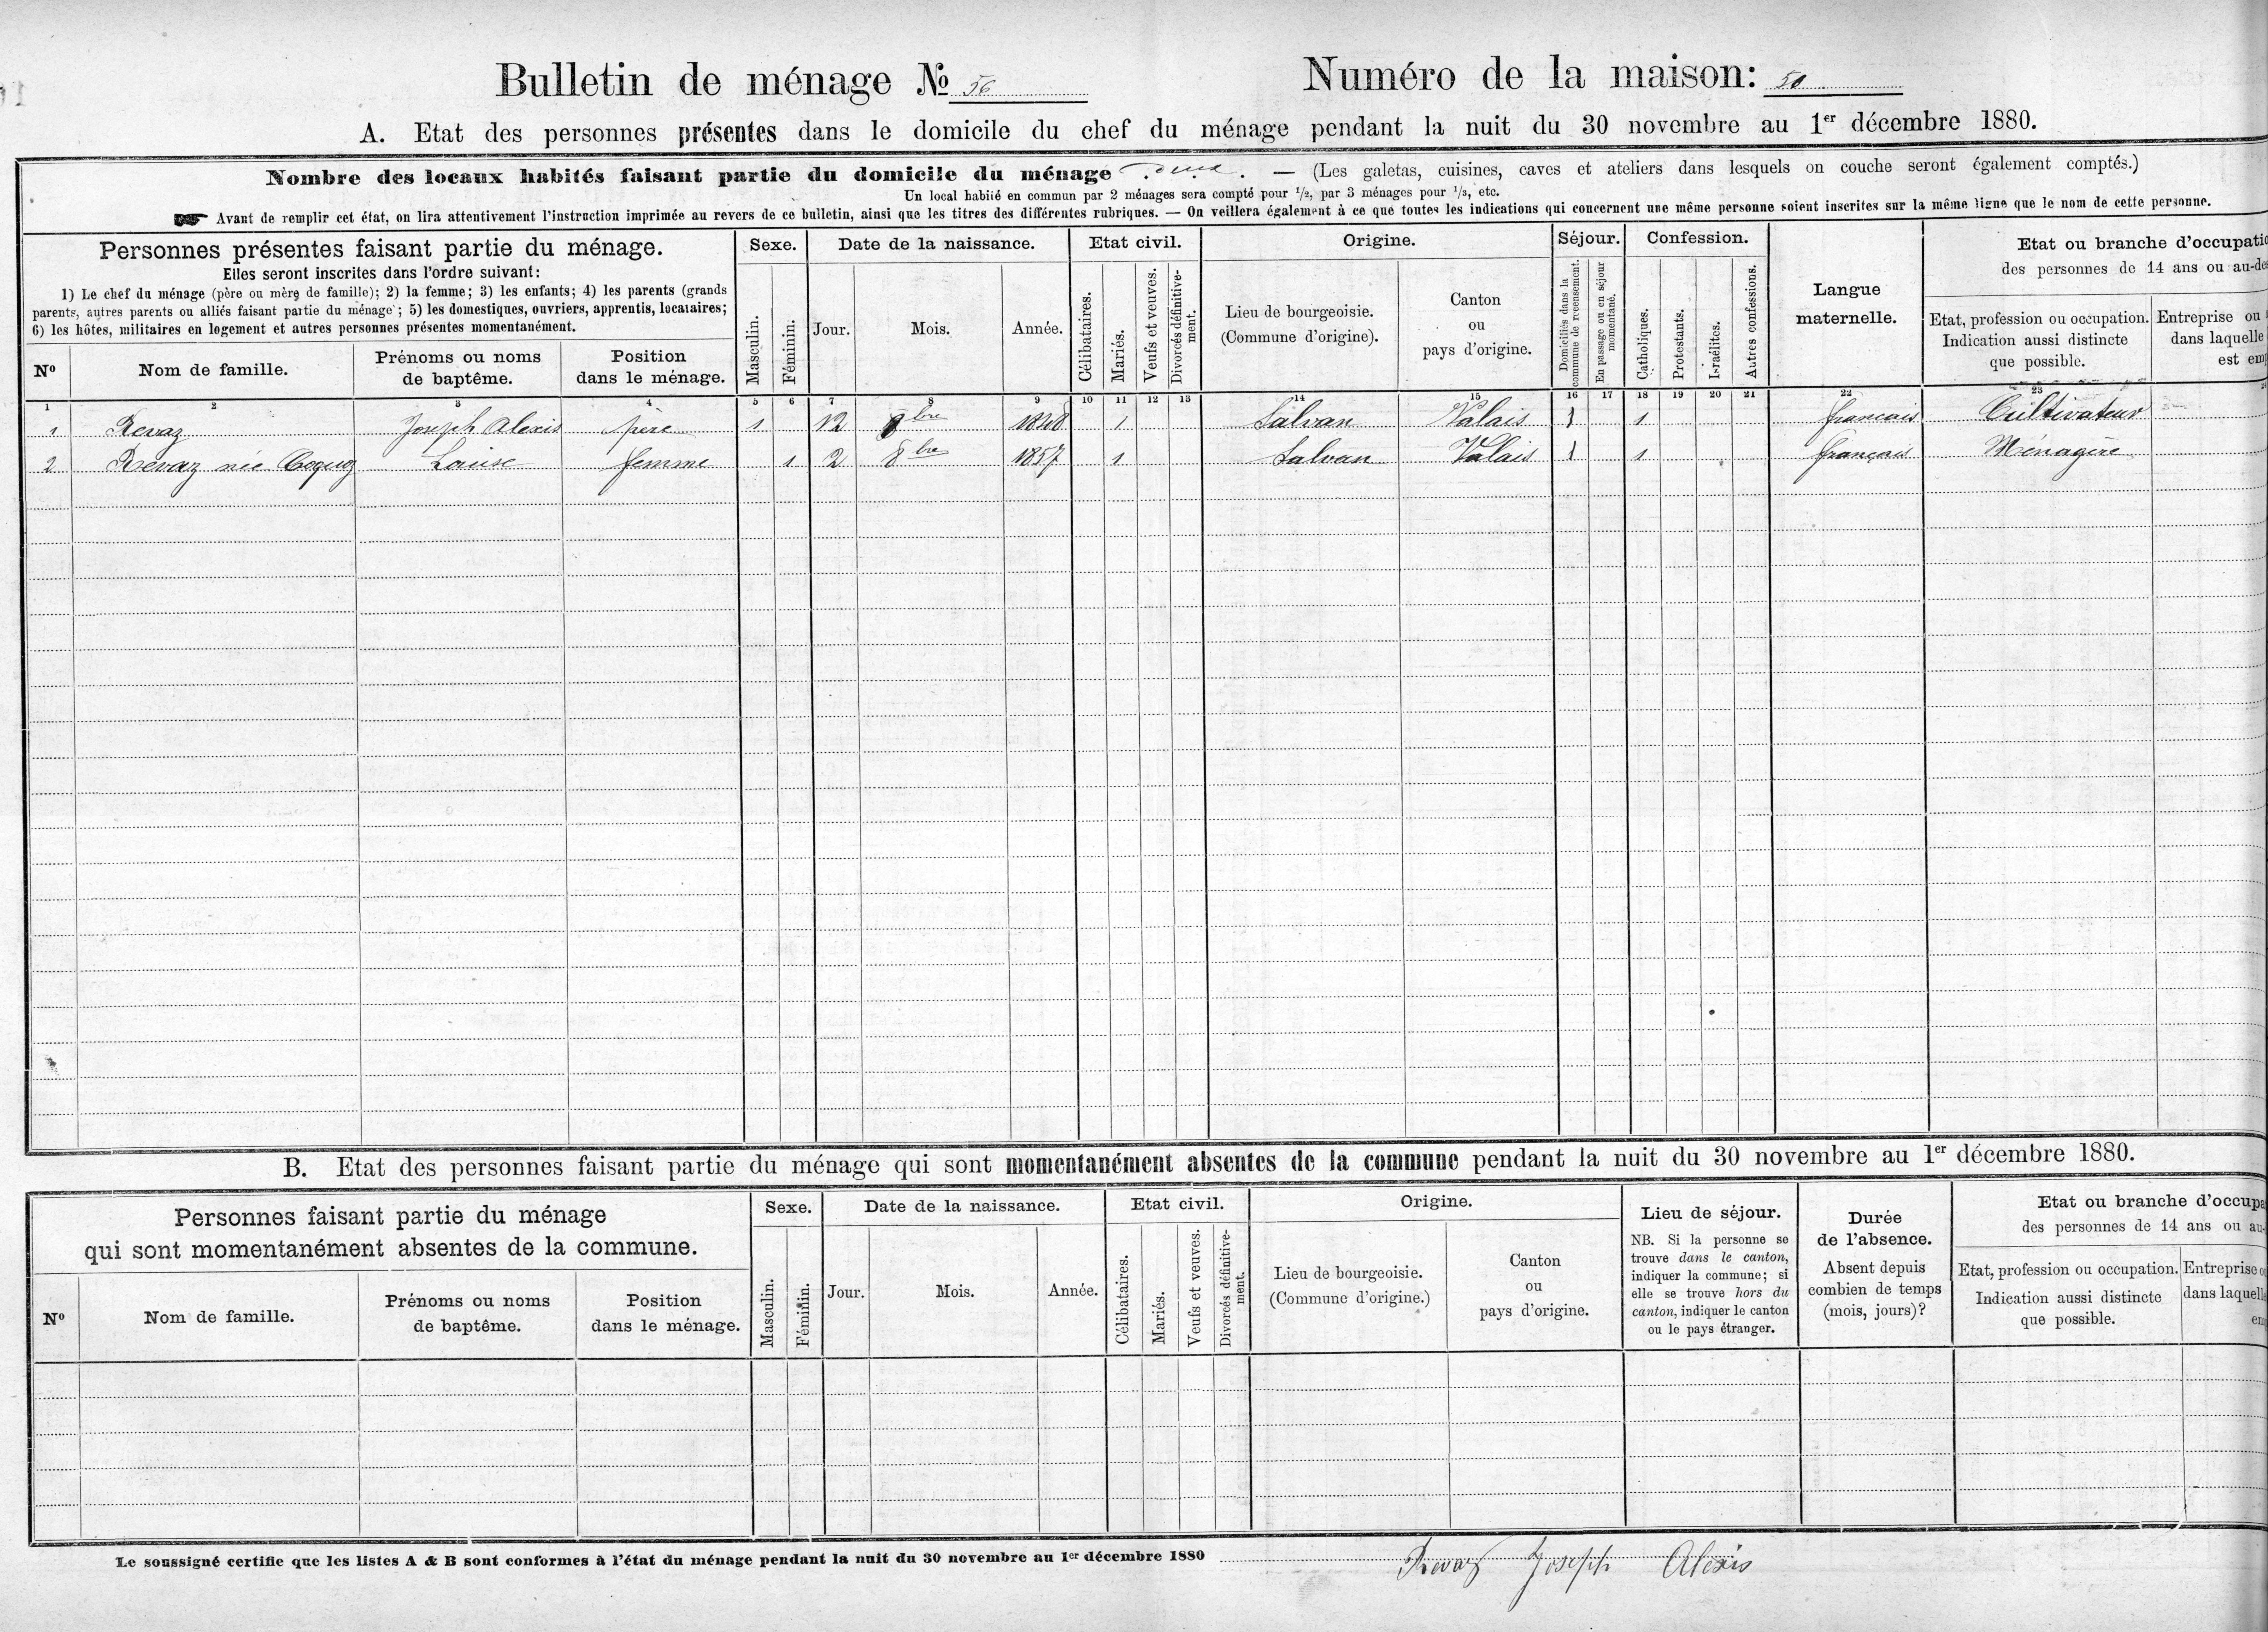 Bulletin de ménage № 56
Numéro de la maison: 50
A. Etat des personnes présentes dans le domicile du chef du ménage pendant la nuit du 30 novembre au 1er décembre 1880.
Nombre des locaux habités faisant partie du domicile du ménage deux. — (Les galetas, cuisines, caves et ateliers dans lesquels on couche seront également comptés.)
Un local habité en commun par 2 ménages sera compté pour 1/2, par 3 ménages pour 1/3, etc.
Avant de remplir cet état, on lira attentivement l'instruction imprimée au revers de ce bulletin, ainsi que les titres des différentes rubriques. — On veillera également à ce que toutes les indications qui concernent une même personne soient inscrites sur la même ligne que le nom de cette personne.
Personnes présentes faisant partie du ménage.
Elles seront inscrites dans l'ordre suivant:
1) Le chef du ménage (père ou mère de famille); 2) la femme; 3) les enfants; 4) les parents (grands
parents, autres parents ou alliés faisant partie du ménage; 5) les domestiques, ouvriers, apprentis, locataires;
6) les hôtes, militaires en logement et autres personnes présentes momentanément.
Nº
Nom de famille.
Prénoms ou noms
de baptême.
Position
dans le ménage.
Sexe.
Masculin.
Féminin.
Date de la naissance.
Jour.
Mois.
Année.
Etat civil.
Célibataires.
Mariés.
Veufs et veuves.
Divorcés définitive-
ment.
Origine.
Lieu de bourgeoisie.
(Commune d'origine).
Canton
ou
pays d'origine.
Séjour.
Domiciliés dans la
commune de recensement.
En passage ou en séjour
momentané.
Confession.
Catholiques.
Protestants.
Israélites.
Autres confessions.
Langue
maternelle.
Etat ou branche d'occupatio
des personnes de 14 ans ou au-de
Etat, profession ou occupation.
Indication aussi distincte
que possible.
Entreprise ou
dans laquelle
est em
1 2 3 4 5 6 7 8 9 10 11 12 13 14 15 16 17 18 19 20 21 22 23
1 Revaz Joseph Alexis père 1 12 8bre 1848 1 Salvan Valais 1 1 français Cultivateur
2 Revaz née Coquoz Louise femme 1 2 8bre 1857 1 Salvan Valais 1 1 français Ménagère
B. Etat des personnes faisant partie du ménage qui sont momentanément absentes de la commune pendant la nuit du 30 novembre au 1er décembre 1880.
Personnes faisant partie du ménage
qui sont momentanément absentes de la commune.
Nº
Nom de famille.
Prénoms ou noms
de baptême.
Position
dans le ménage.
Sexe.
Masculin.
Féminin.
Date de la naissance.
Jour.
Mois.
Année.
Etat civil.
Célibataires.
Mariés.
Veufs et veuves.
Divorcés définitive-
ment.
Origine.
Lieu de bourgeoisie.
(Commune d'origine.)
Canton
ou
pays d'origine.
Lieu de séjour.
NB. Si la personne se
trouve dans le canton,
indiquer la commune; si
elle se trouve hors du
canton, indiquer le canton
ou le pays étranger.
Durée
de l'absence.
Absent depuis
combien de temps
(mois, jours)?
Etat ou branche d'occupa
des personnes de 14 ans ou au-
Etat, profession ou occupation.
Indication aussi distincte
que possible.
Entreprise o
dans laquelle
em
Le soussigné certifie que les listes A & B sont conformes à l'état du ménage pendant la nuit du 30 novembre au 1er décembre 1880 Revaz Joseph Alexis